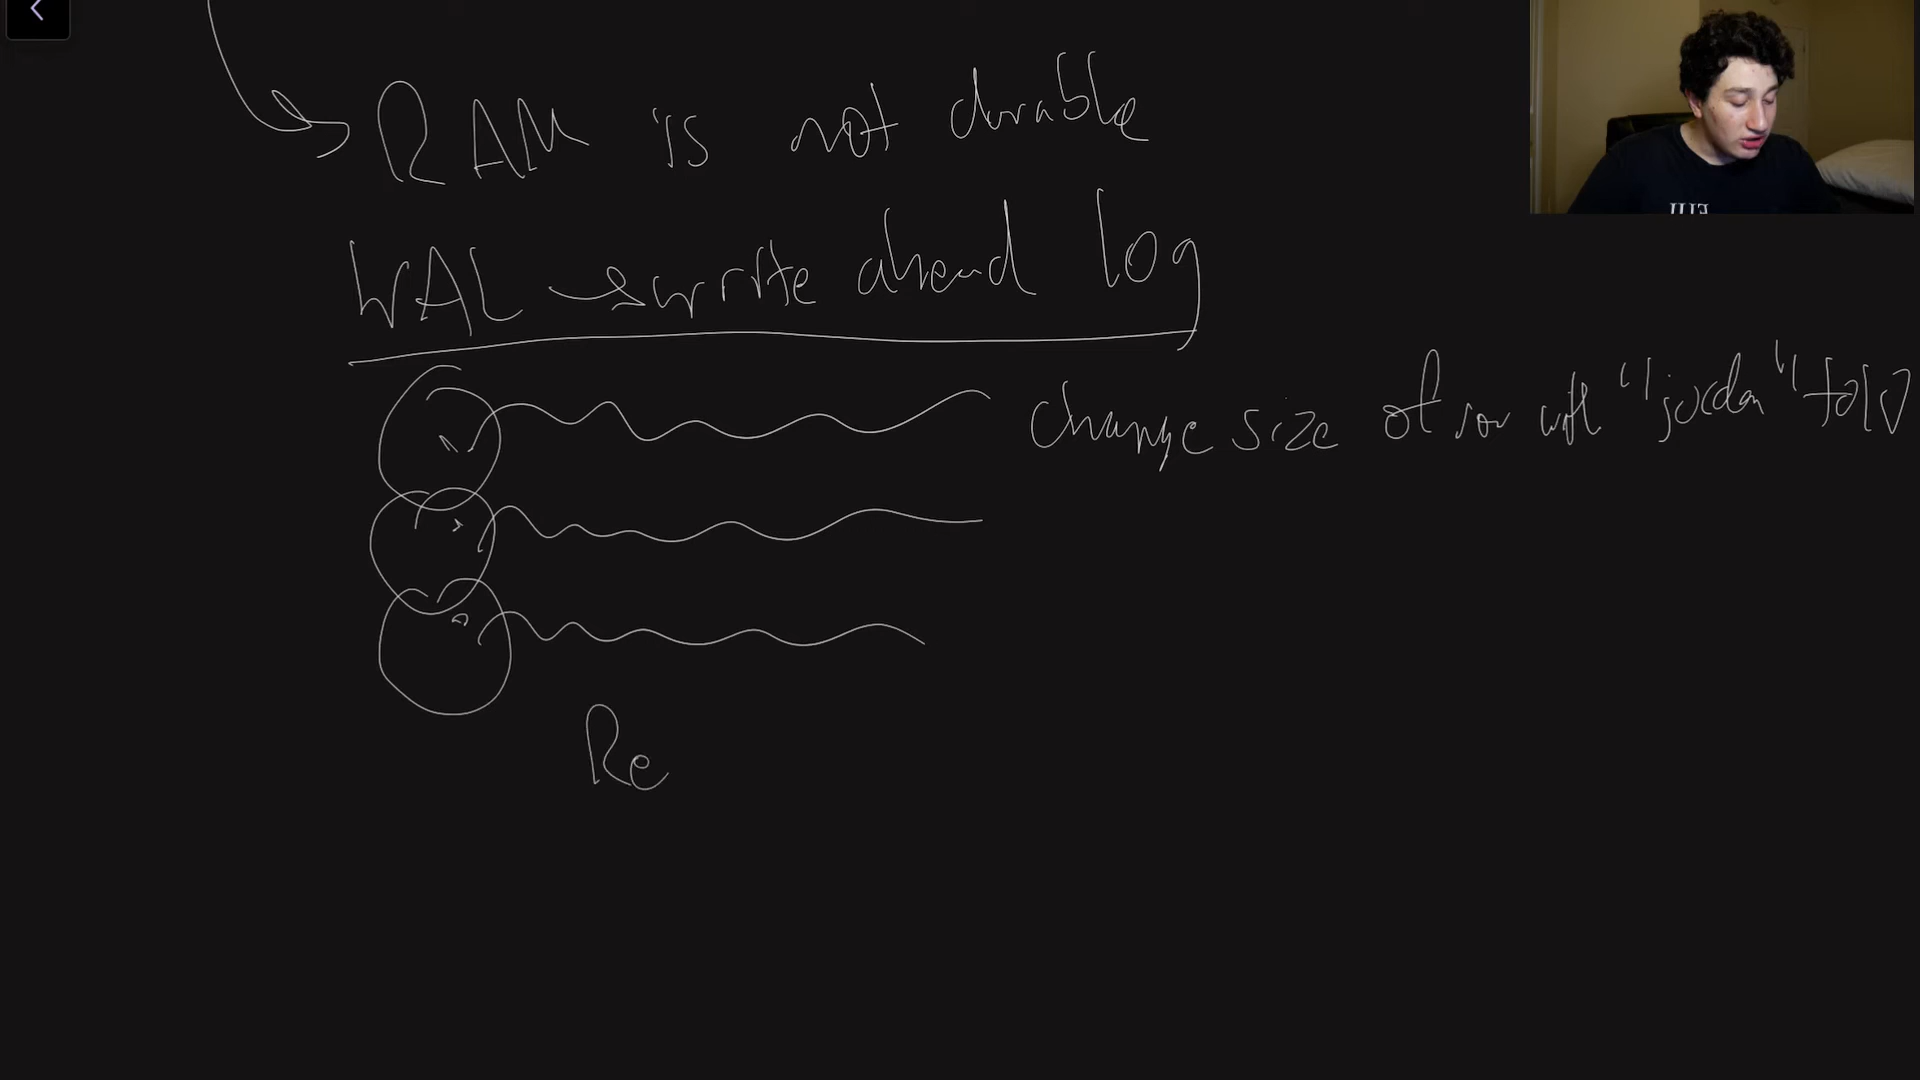 RAM is not durable
WAL → write ahead log
change size of row with "jordan" to 10
Re